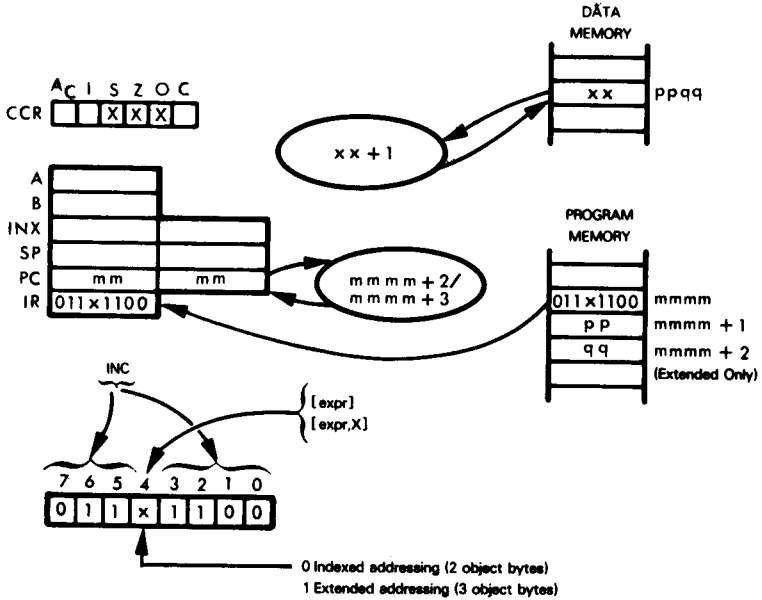 DATA
MEMORY
xx ppqq
AC I S Z O C
CCR X X X
xx + 1
A
B
INX
SP
PC mm mm
IR 011x1100
mmmm + 2/
mmmm + 3
PROGRAM
MEMORY
011x1100 mmmm
pp mmmm + 1
qq mmmm + 2
(Extended Only)
INC
[expr]
[expr,X]
7 6 5 4 3 2 1 0
0 1 1 x 1 1 0 0
0 Indexed addressing (2 object bytes)
1 Extended addressing (3 object bytes)